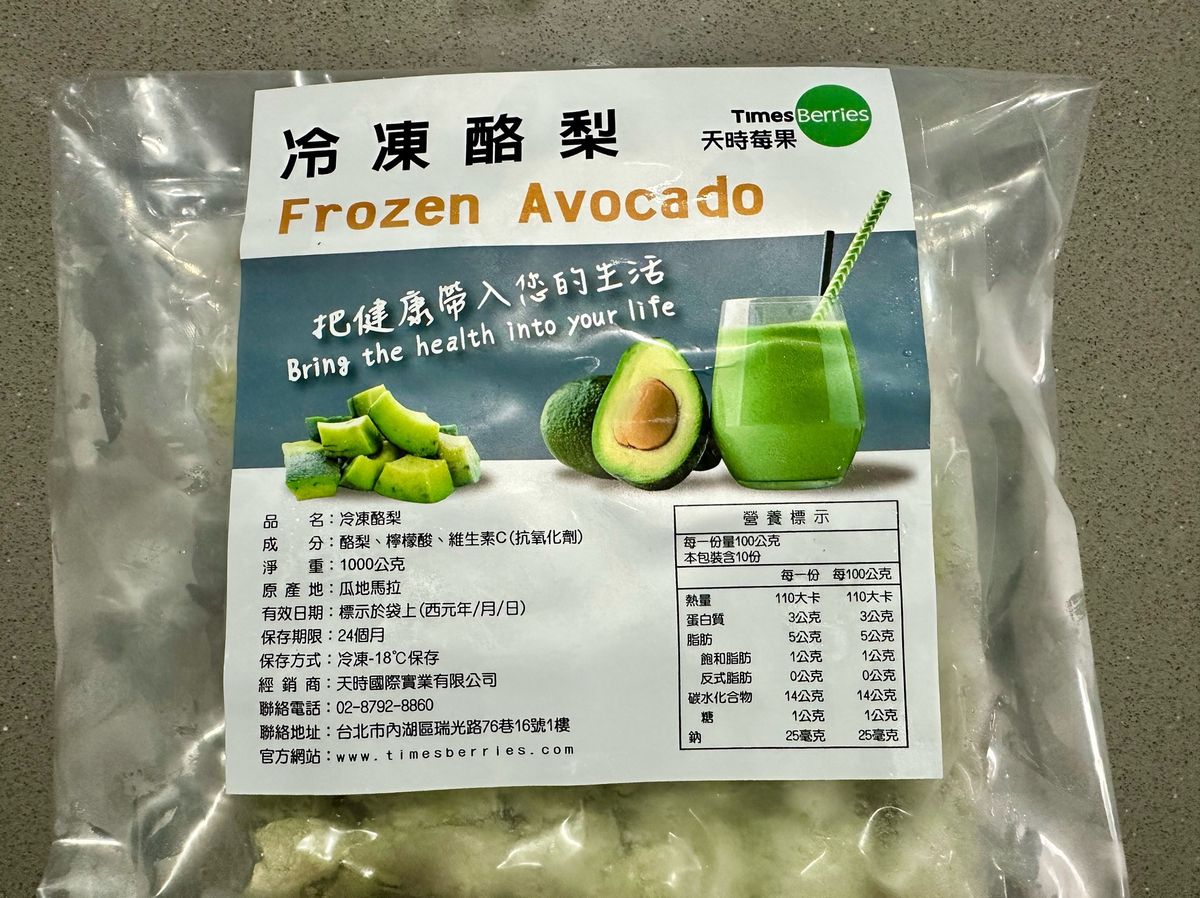 冷凍酪梨
Times Berries
天時莓果
Frozen Avocado
把健康帶入您的生活
Bring the health into your life
品名：冷凍酪梨
成分：酪梨、檸檬酸、維生素C(抗氧化劑)
淨重：1000公克
原產地：瓜地馬拉
有效日期：標示於袋上(西元年/月/日)
保存期限：24個月
保存方式：冷凍-18℃保存
經銷商：天時國際實業有限公司
聯絡電話：02-8792-8860
聯絡地址：台北市內湖區瑞光路76巷16號1樓
官方網站：www.timesberries.com
營養標示
每一份量100公克
本包裝含10份
每一份 每100公克
熱量 110大卡 110大卡
蛋白質 3公克 3公克
脂肪 5公克 5公克
飽和脂肪 1公克 1公克
反式脂肪 0公克 0公克
碳水化合物 14公克 14公克
糖 1公克 1公克
鈉 25毫克 25毫克